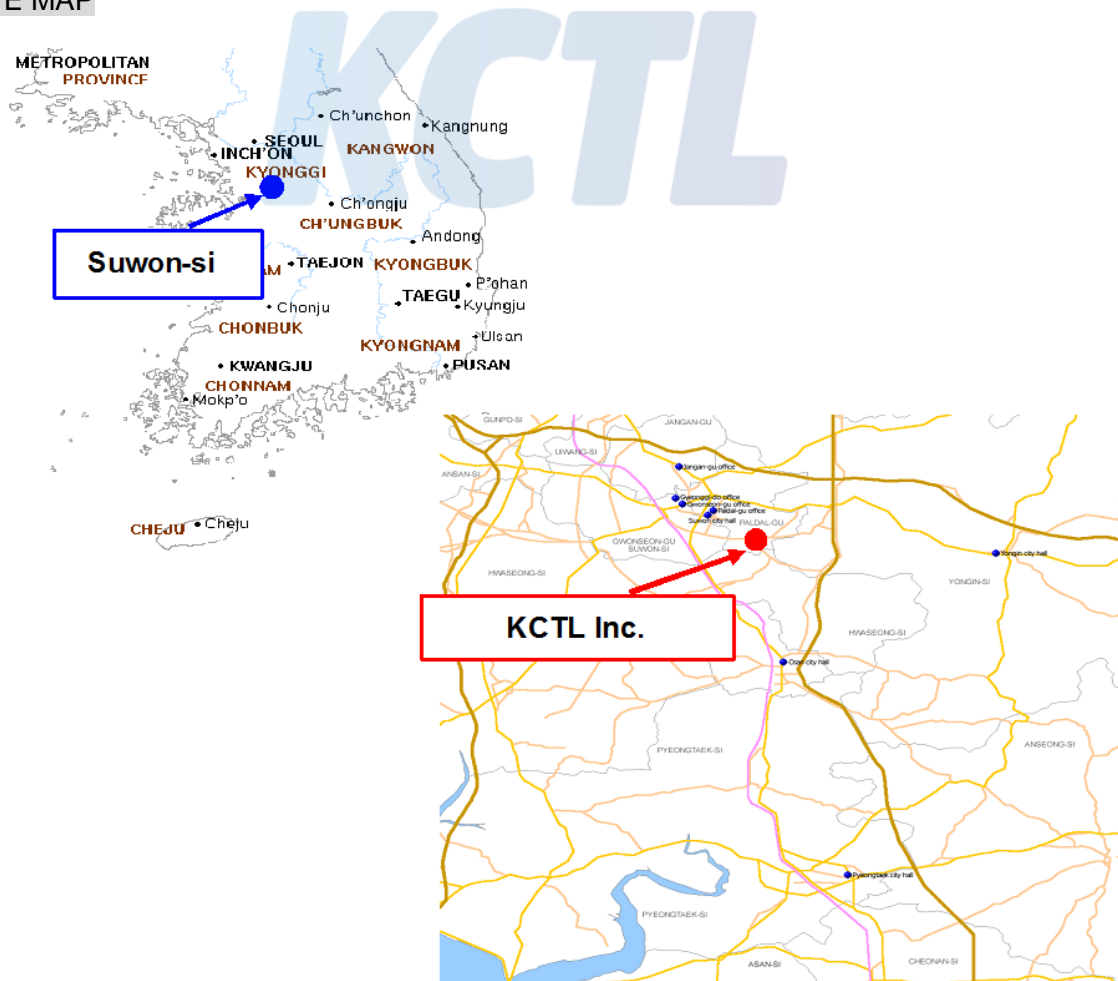 E MAP
KCTL
METROPOLITAN
PROVINCE
Ch'unchon
Kangnung
SEOUL
INCH'ON
KANGWON
KYONGGI
Ch'ongju
CH'UNGBUK
Andong
Suwon-si
AM
TAEJON
KYONGBUK
P'ohan
TAEGU
Kyungju
Chonju
CHONBUK
Ulsan
KYONGNAM
KWANGJU
PUSAN
CHONNAM
Mokp'o
CHEJU
Cheju
GUNPO-SI
JANGAN-GU
UIWANG-SI
Jangan-gu office
ANSAN-SI
Gyeonggi-do office
Gwonseon-gu office
Paldal-gu office
Suwon city hall
PALDAL-GU
GWONSEON-GU
SUWON-SI
Yongin city hall
HWASEONG-SI
YONGIN-SI
KCTL Inc.
HWASEONG-SI
Osan city hall
PYEONGTAEK-SI
ANSEONG-SI
Pyeongtaek city hall
PYEONGTAEK-SI
ASAN-SI
CHEONAN-SI